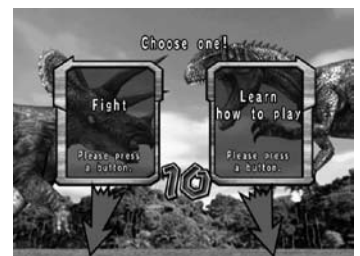 Choose one!
Fight
Please press
a button.
Learn
how to play
Please press
a button.
10